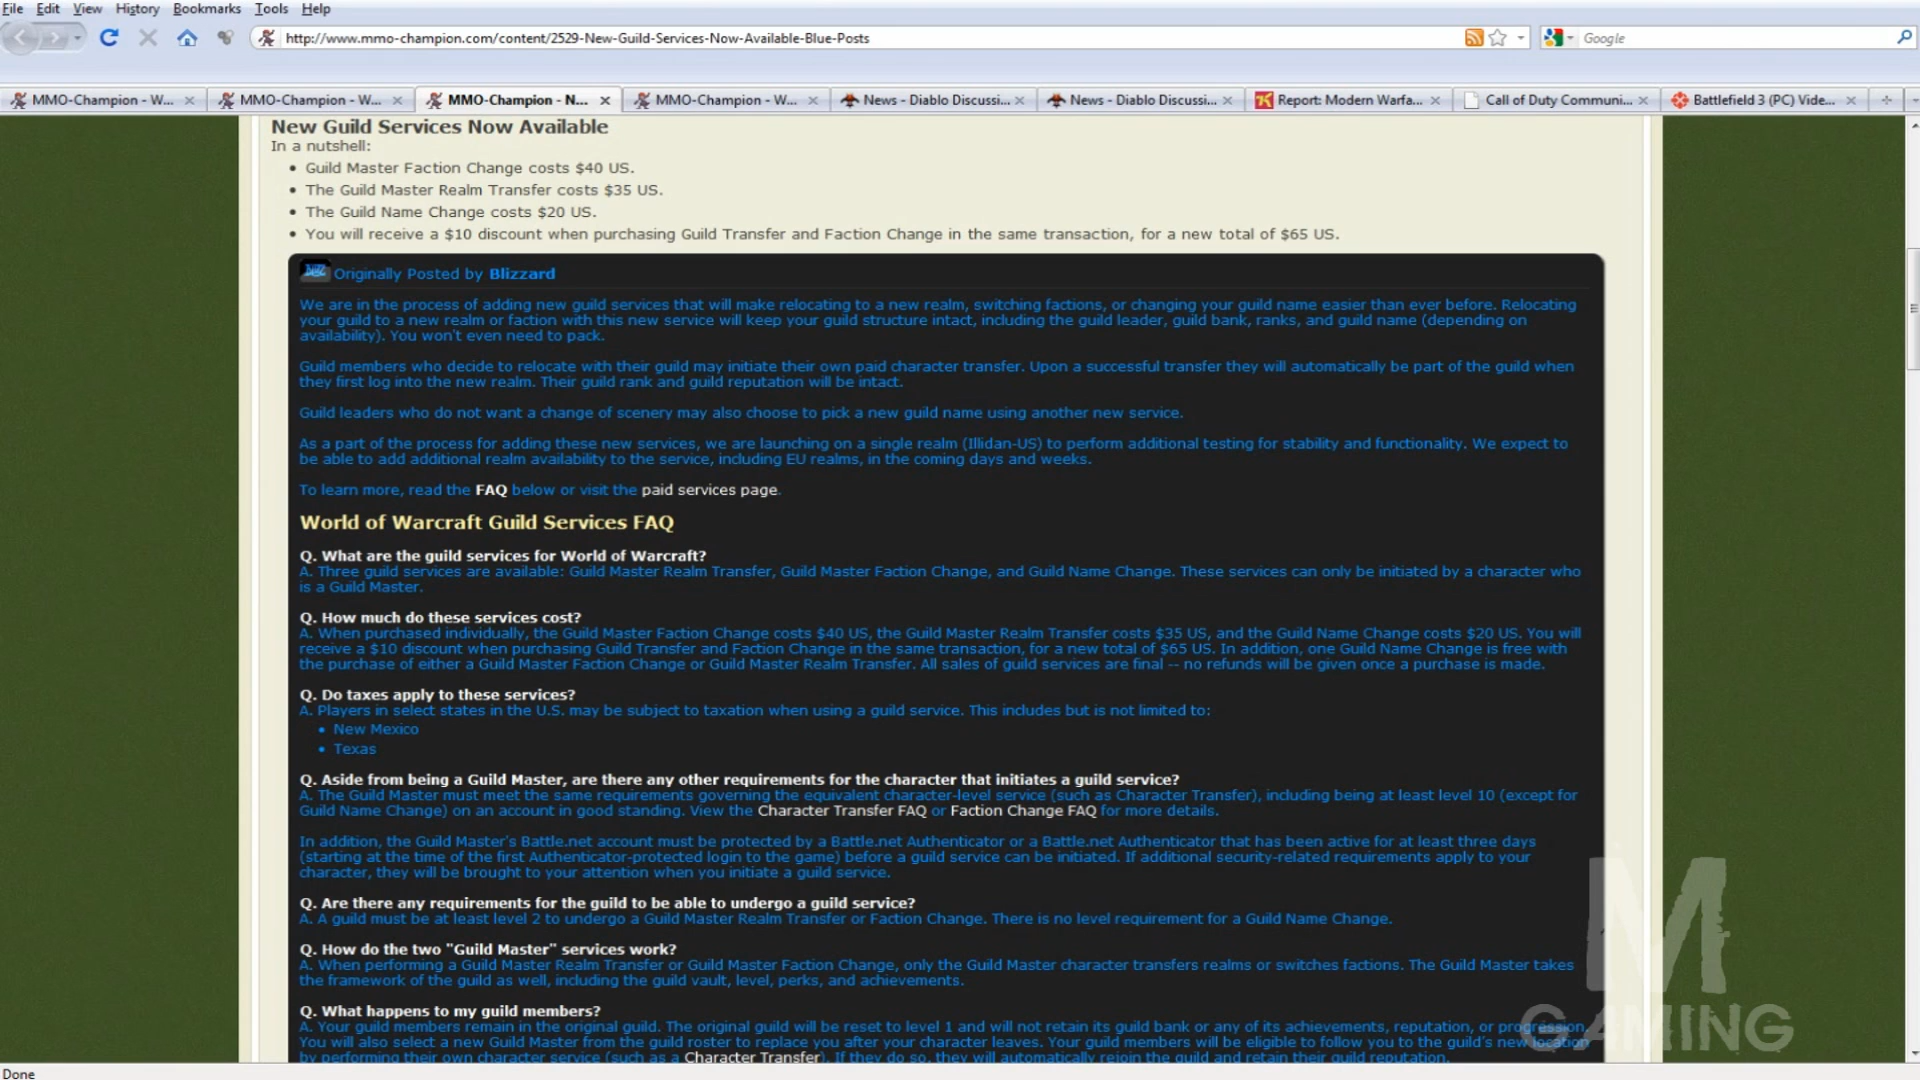 File Edit View History Bookmarks Tools Help
http://www.mmo-champion.com/content/2529-New-Guild-Services-Now-Available-Blue-Posts
Google
MMO-Champion - W... MMO-Champion - W... MMO-Champion - N... MMO-Champion - W... News - Diablo Discussi... News - Diablo Discussi... Report: Modern Warfa... Call of Duty Communi... Battlefield 3 (PC) Vide...
New Guild Services Now Available
In a nutshell:
Guild Master Faction Change costs $40 US.
The Guild Master Realm Transfer costs $35 US.
The Guild Name Change costs $20 US.
You will receive a $10 discount when purchasing Guild Transfer and Faction Change in the same transaction, for a new total of $65 US.
Originally Posted by Blizzard
We are in the process of adding new guild services that will make relocating to a new realm, switching factions, or changing your guild name easier than ever before. Relocating
your guild to a new realm or faction with this new service will keep your guild structure intact, including the guild leader, guild bank, ranks, and guild name (depending on
availability). You won't even need to pack.
Guild members who decide to relocate with their guild may initiate their own paid character transfer. Upon a successful transfer they will automatically be part of the guild when
they first log into the new realm. Their guild rank and guild reputation will be intact.
Guild leaders who do not want a change of scenery may also choose to pick a new guild name using another new service.
As a part of the process for adding these new services, we are launching on a single realm (Illidan-US) to perform additional testing for stability and functionality. We expect to
be able to add additional realm availability to the service, including EU realms, in the coming days and weeks.
To learn more, read the FAQ below or visit the paid services page.
World of Warcraft Guild Services FAQ
Q. What are the guild services for World of Warcraft?
A. Three guild services are available: Guild Master Realm Transfer, Guild Master Faction Change, and Guild Name Change. These services can only be initiated by a character who
is a Guild Master.
Q. How much do these services cost?
A. When purchased individually, the Guild Master Faction Change costs $40 US, the Guild Master Realm Transfer costs $35 US, and the Guild Name Change costs $20 US. You will
receive a $10 discount when purchasing Guild Transfer and Faction Change in the same transaction, for a new total of $65 US. In addition, one Guild Name Change is free with
the purchase of either a Guild Master Faction Change or Guild Master Realm Transfer. All sales of guild services are final -- no refunds will be given once a purchase is made.
Q. Do taxes apply to these services?
A. Players in select states in the U.S. may be subject to taxation when using a guild service. This includes but is not limited to:
New Mexico
Texas
Q. Aside from being a Guild Master, are there any other requirements for the character that initiates a guild service?
A. The Guild Master must meet the same requirements governing the equivalent character-level service (such as Character Transfer), including being at least level 10 (except for
Guild Name Change) on an account in good standing. View the Character Transfer FAQ or Faction Change FAQ for more details.
In addition, the Guild Master's Battle.net account must be protected by a Battle.net Authenticator or a Battle.net Authenticator that has been active for at least three days
(starting at the time of the first Authenticator-protected login to the game) before a guild service can be initiated. If additional security-related requirements apply to your
character, they will be brought to your attention when you initiate a guild service.
Q. Are there any requirements for the guild to be able to undergo a guild service?
A. A guild must be at least level 2 to undergo a Guild Master Realm Transfer or Faction Change. There is no level requirement for a Guild Name Change.
Q. How do the two "Guild Master" services work?
A. When performing a Guild Master Realm Transfer or Guild Master Faction Change, only the Guild Master character transfers realms or switches factions. The Guild Master takes
the framework of the guild as well, including the guild vault, level, perks, and achievements.
Q. What happens to my guild members?
A. Your guild members remain in the original guild. The original guild will be reset to level 1 and will not retain its guild bank or any of its achievements, reputation, or progression.
You will also select a new Guild Master from the guild roster to replace you after your character leaves. Your guild members will be eligible to follow you to the guild's new location
by performing their own character service (such as a Character Transfer). If they do so, they will automatically rejoin the guild and retain their guild reputation.
M
GAMING
Done